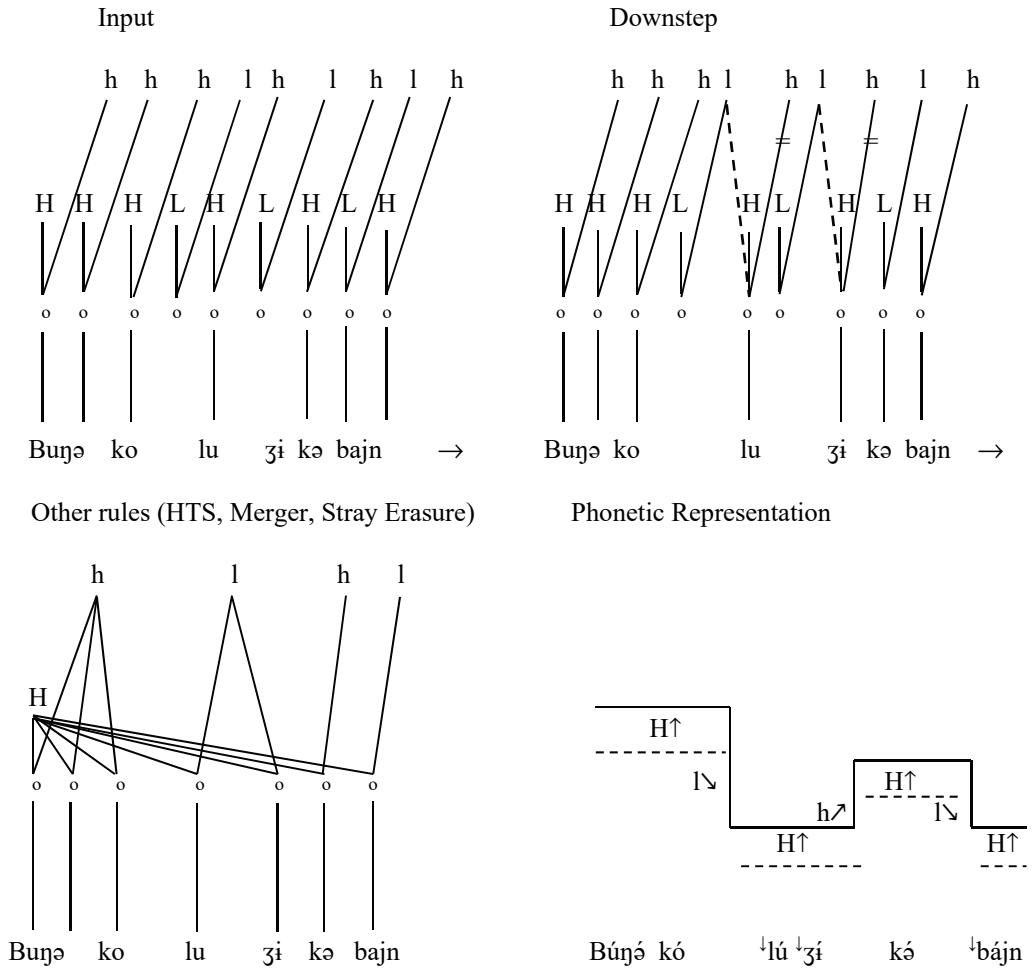 Input
Downstep
h h h l h l h l h
h h h l h l h l h
= =
H H H L H L H L H
H H H L H L H L H
o o o o o o o o o
o o o o o o o o o
Buŋə ko lu ʒɨ kə bajn →
Buŋə ko lu ʒɨ kə bajn →
Other rules (HTS, Merger, Stray Erasure)
Phonetic Representation
h l h l
H
o o o o o o o
Buŋə ko lu ʒɨ kə bajn
H↑
l↘
h↗ H↑ l↘
H↑ H↑
Búŋə́ kó ↓lú ↓ʒɨ́ kə́ ↓bájn